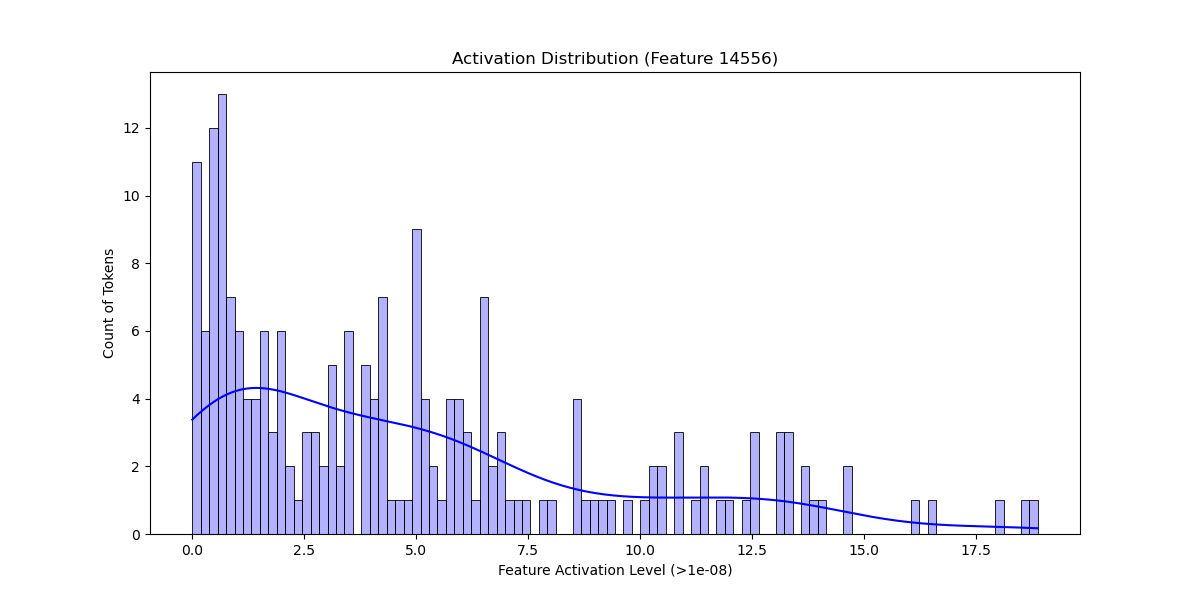 Activation Distribution (Feature 14556)
12
10
8
6
4
2
0
Count of Tokens
0.0 2.5 5.0 7.5 10.0 12.5 15.0 17.5
Feature Activation Level (>1e-08)